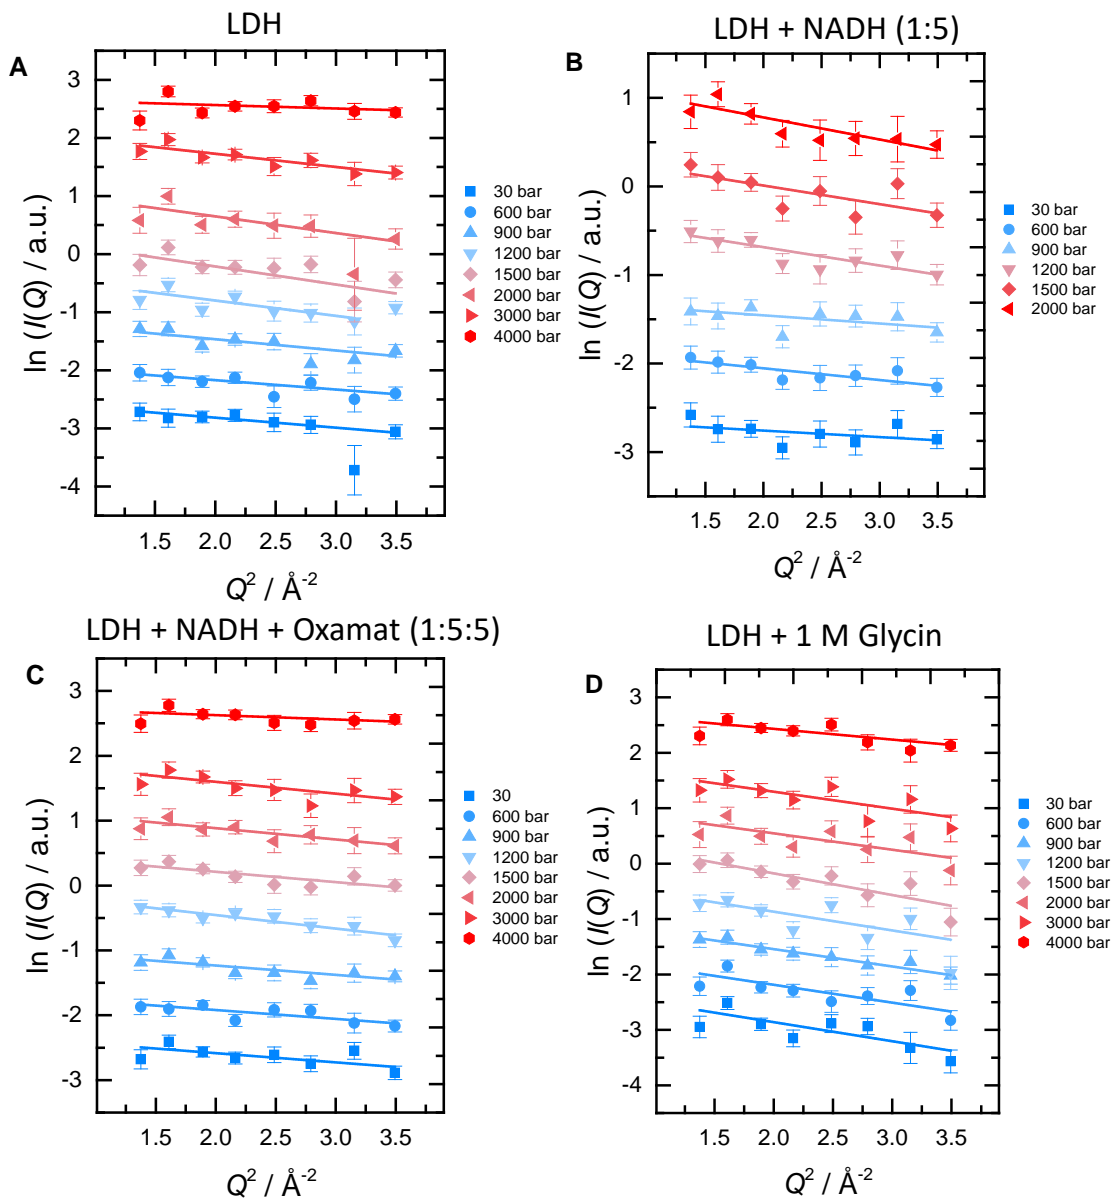 LDH
A
3
2
1
0
-1
-2
-3
-4
ln (I(Q) / a.u.)
1.5 2.0 2.5 3.0 3.5
Q² / Å⁻²
30 bar
600 bar
900 bar
1200 bar
1500 bar
2000 bar
3000 bar
4000 bar
LDH + NADH (1:5)
B
1
0
-1
-2
-3
ln (I(Q) / a.u.)
1.5 2.0 2.5 3.0 3.5
Q² / Å⁻²
30 bar
600 bar
900 bar
1200 bar
1500 bar
2000 bar
LDH + NADH + Oxamat (1:5:5)
C
3
2
1
0
-1
-2
-3
ln (I(Q) / a.u.)
1.5 2.0 2.5 3.0 3.5
Q² / Å⁻²
30
600 bar
900 bar
1200 bar
1500 bar
2000 bar
3000 bar
4000 bar
LDH + 1 M Glycin
D
3
2
1
0
-1
-2
-3
-4
ln (I(Q) / a.u.)
1.5 2.0 2.5 3.0 3.5
Q² / Å⁻²
30 bar
600 bar
900 bar
1200 bar
1500 bar
2000 bar
3000 bar
4000 bar